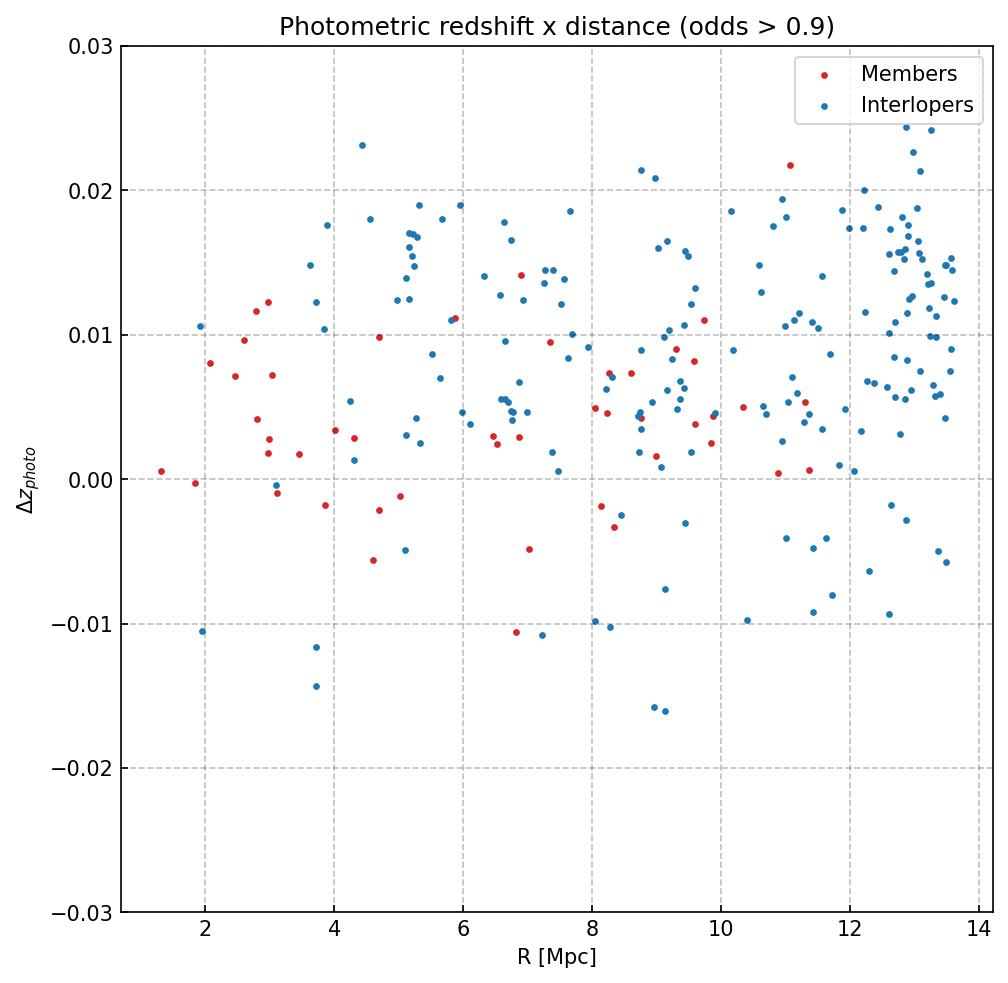 Photometric redshift x distance (odds > 0.9)
Members
Interlopers
0.03
0.02
0.01
0.00
−0.01
−0.02
−0.03
Δz_photo
2 4 6 8 10 12 14
R [Mpc]